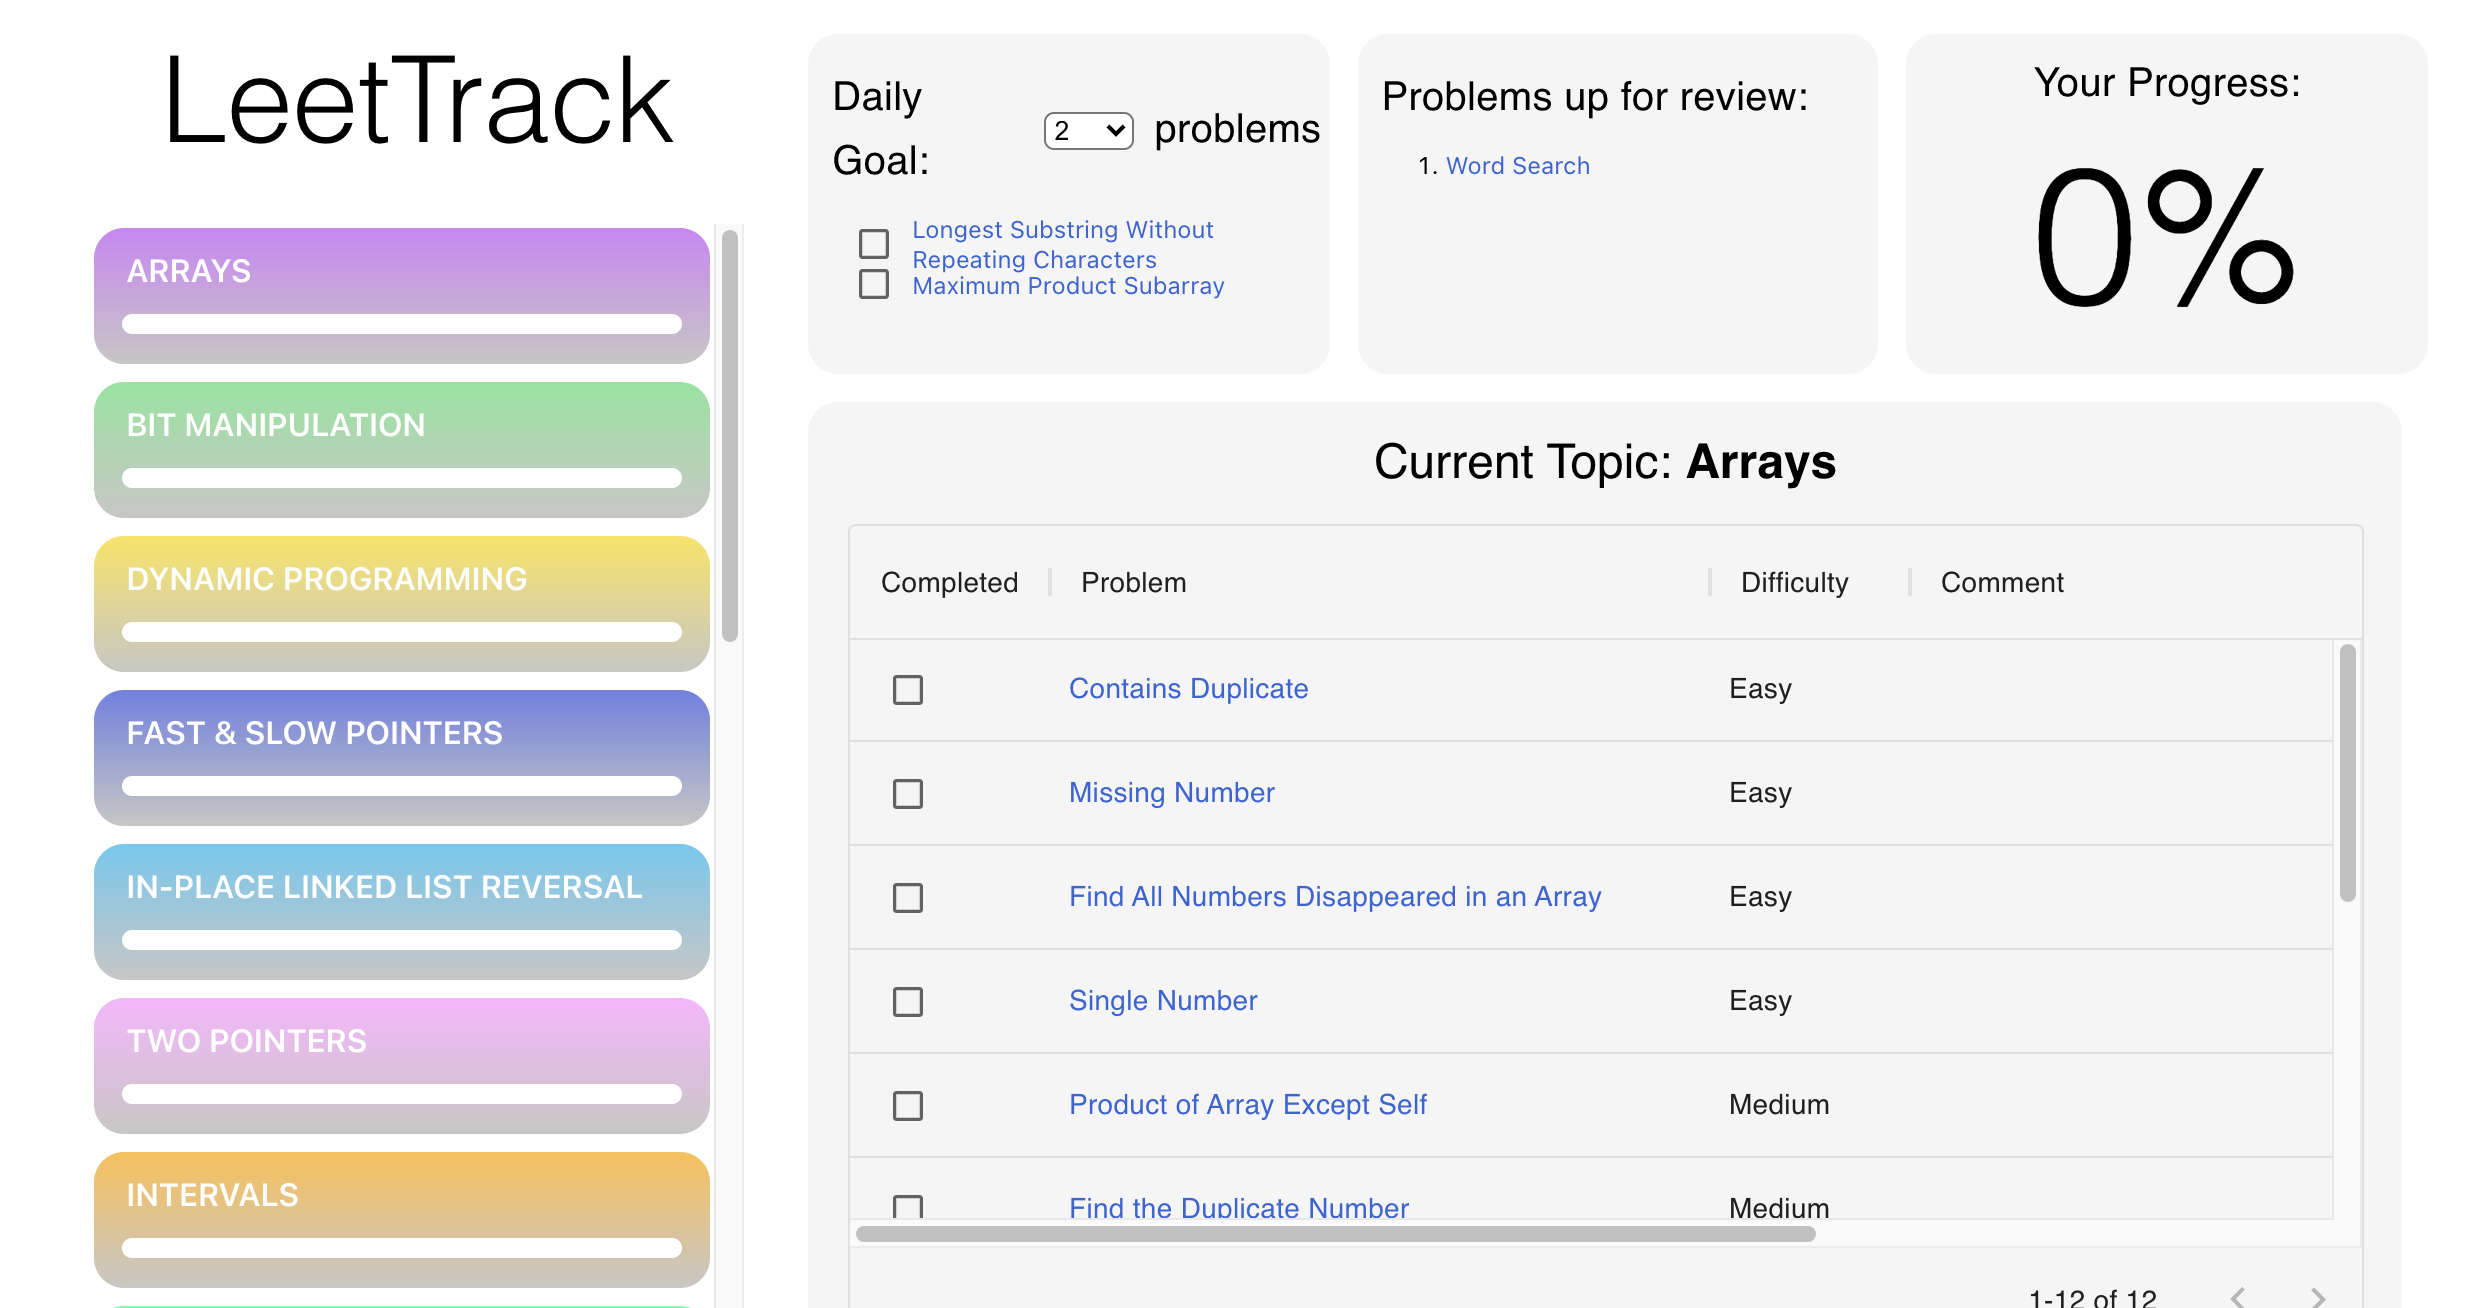 LeetTrack
ARRAYS
BIT MANIPULATION
DYNAMIC PROGRAMMING
FAST & SLOW POINTERS
IN-PLACE LINKED LIST REVERSAL
TWO POINTERS
INTERVALS
Daily
Goal:
2 problems
Longest Substring Without
Repeating Characters
Maximum Product Subarray
Problems up for review:
1. Word Search
Your Progress:
0%
Current Topic: Arrays
Completed Problem Difficulty Comment
Contains Duplicate Easy
Missing Number Easy
Find All Numbers Disappeared in an Array Easy
Single Number Easy
Product of Array Except Self Medium
Find the Duplicate Number Medium
1-12 of 12